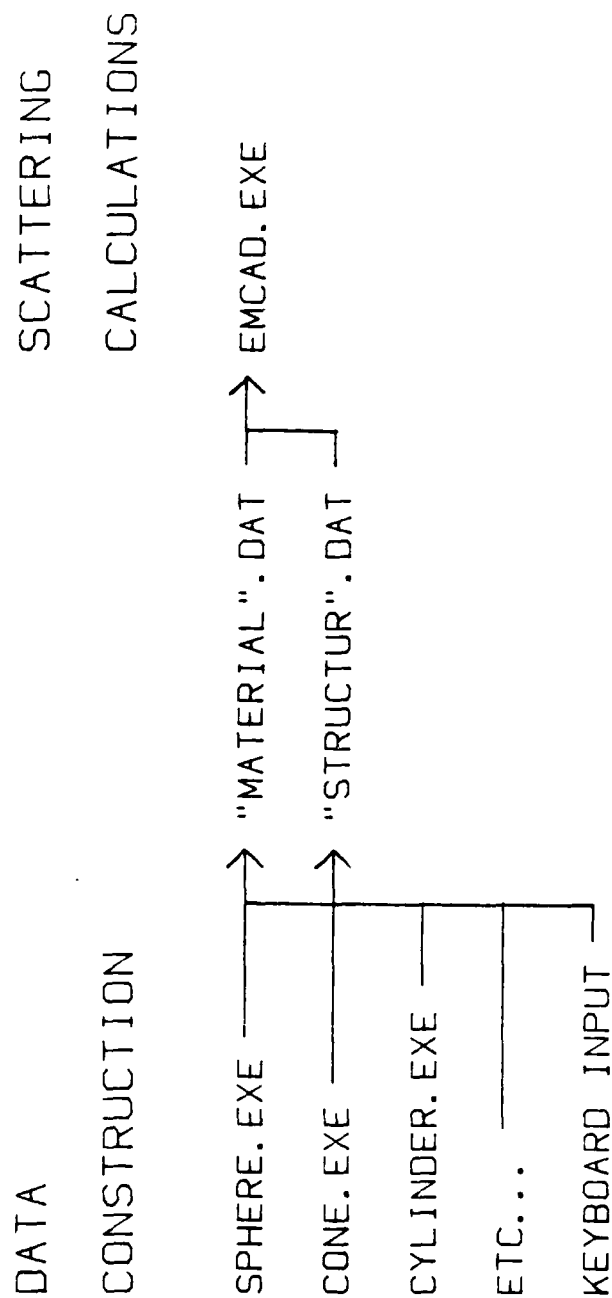 DATA
CONSTRUCTION
SCATTERING
CALCULATIONS
SPHERE.EXE
CONE.EXE
CYLINDER.EXE
ETC...
KEYBOARD INPUT
"MATERIAL".DAT
"STRUCTUR".DAT
EMCAD.EXE